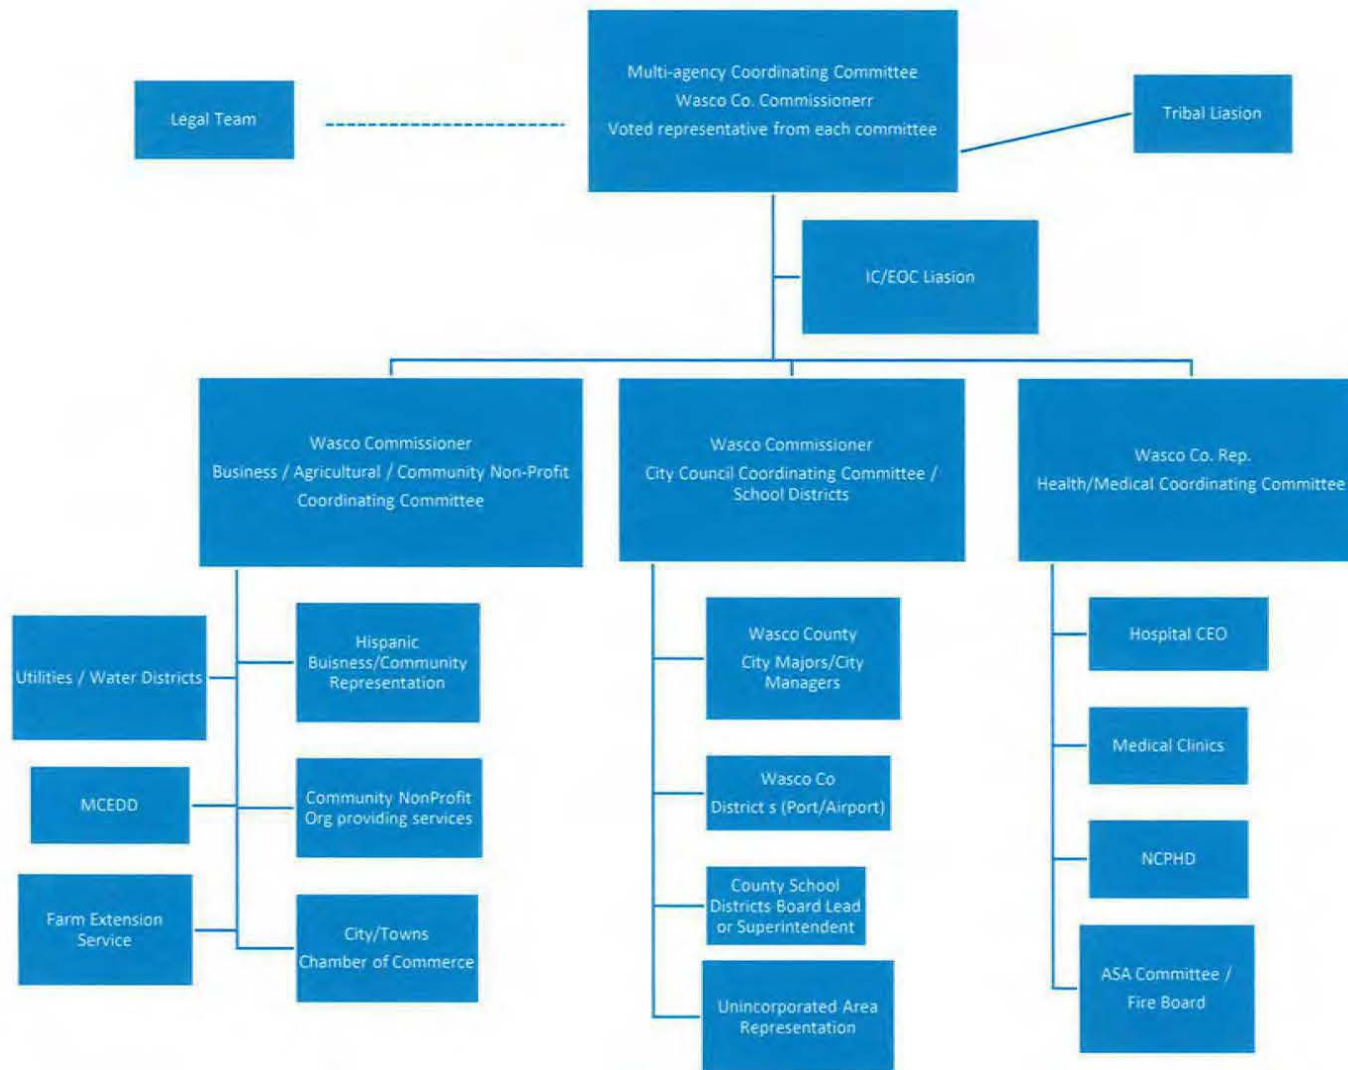 Multi-agency Coordinating Committee
Wasco Co. Commissionerr
Voted representative from each committee
Legal Team
Tribal Liasion
IC/EOC Liasion
Wasco Commissioner
Business / Agricultural / Community Non-Profit
Coordinating Committee
Wasco Commissioner
City Council Coordinating Committee /
School Districts
Wasco Co. Rep.
Health/Medical Coordinating Committee
Utilities / Water Districts
Hispanic
Buisness/Community
Representation
MCEDD
Community NonProfit
Org providing services
Farm Extension
Service
City/Towns
Chamber of Commerce
Wasco County
City Majors/City
Managers
Wasco Co
District s (Port/Airport)
County School
Districts Board Lead
or Superintendent
Unincorporated Area
Representation
Hospital CEO
Medical Clinics
NCPHD
ASA Committee /
Fire Board